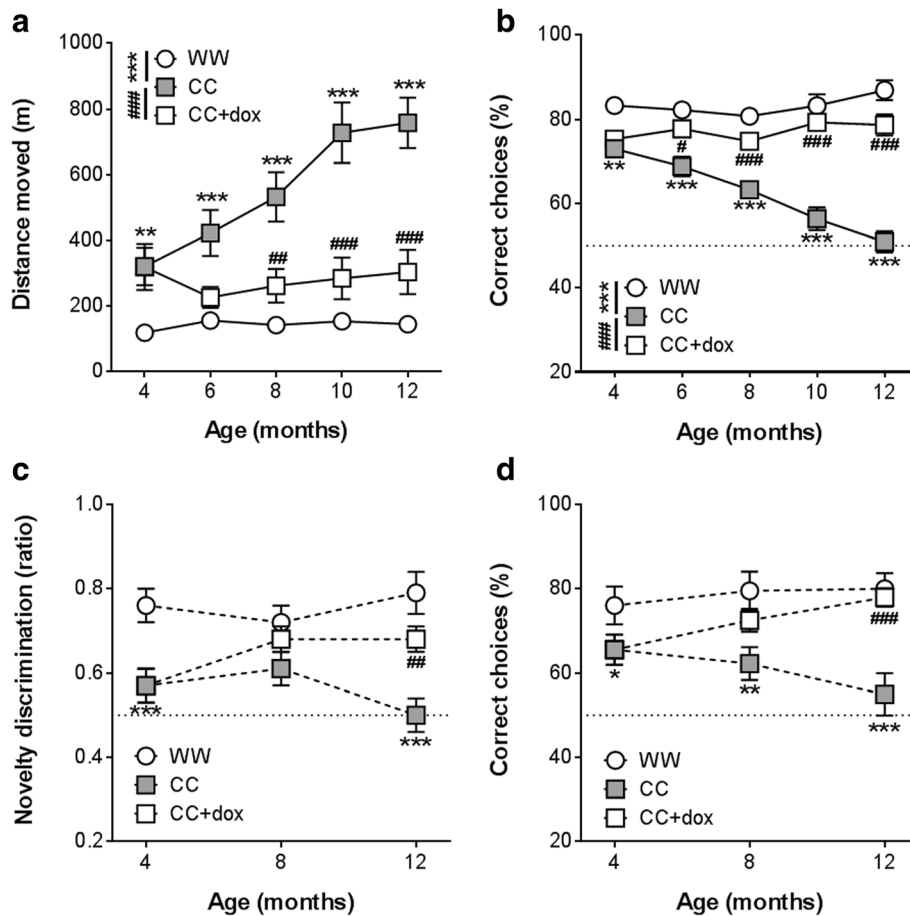 a
Distance moved (m)
1000
800
600
400
200
0
***
###
WW
CC
CC+dox
**
***
***
***
***
##
###
###
4
6
8
10
12
Age (months)
b
Correct choices (%)
100
80
60
40
20
**
#
***
###
***
###
***
###
***
***
###
WW
CC
CC+dox
4
6
8
10
12
Age (months)
c
Novelty discrimination (ratio)
1.0
0.8
0.6
0.4
0.2
***
##
***
WW
CC
CC+dox
4
8
12
Age (months)
d
Correct choices (%)
100
80
60
40
20
*
**
###
***
WW
CC
CC+dox
4
8
12
Age (months)